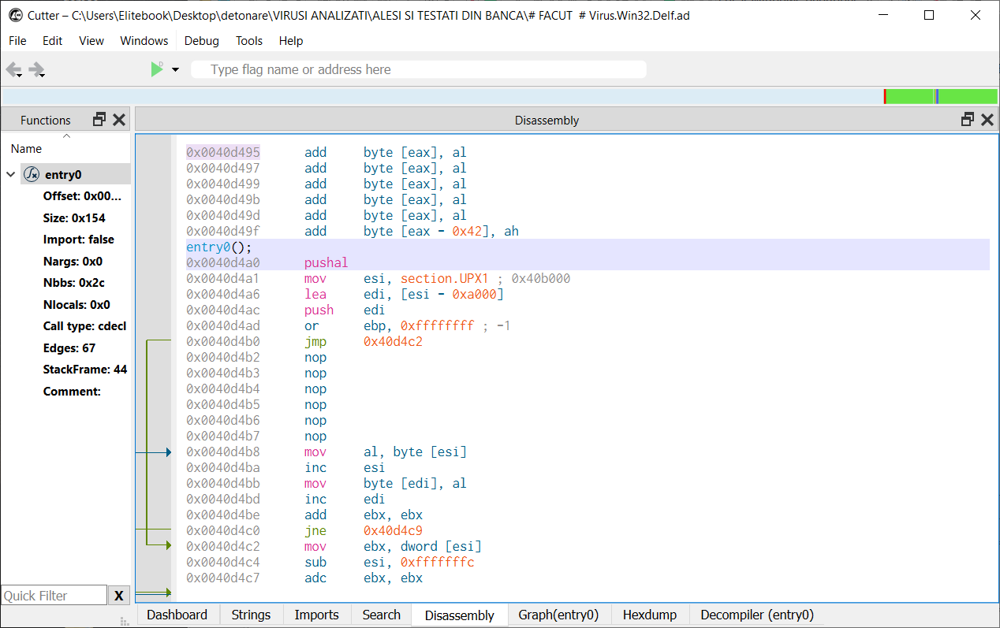 Cutter – C:\Users\Elitebook\Desktop\detonare\VIRUSI ANALIZATI\ALESI SI TESTATI DIN BANCA\# FACUT  # Virus.Win32.Delf.ad
File Edit View Windows Debug Tools Help
Type flag name or address here
Functions
Disassembly
Name
entry0
Offset: 0x00...
Size: 0x154
Import: false
Nargs: 0x0
Nbbs: 0x2c
Nlocals: 0x0
Call type: cdecl
Edges: 67
StackFrame: 44
Comment:
Quick Filter X
0x0040d495 add byte [eax], al
0x0040d497 add byte [eax], al
0x0040d499 add byte [eax], al
0x0040d49b add byte [eax], al
0x0040d49d add byte [eax], al
0x0040d49f add byte [eax - 0x42], ah
entry0();
0x0040d4a0 pushal
0x0040d4a1 mov esi, section.UPX1 ; 0x40b000
0x0040d4a6 lea edi, [esi - 0xa000]
0x0040d4ac push edi
0x0040d4ad or ebp, 0xffffffff ; -1
0x0040d4b0 jmp 0x40d4c2
0x0040d4b2 nop
0x0040d4b3 nop
0x0040d4b4 nop
0x0040d4b5 nop
0x0040d4b6 nop
0x0040d4b7 nop
0x0040d4b8 mov al, byte [esi]
0x0040d4ba inc esi
0x0040d4bb mov byte [edi], al
0x0040d4bd inc edi
0x0040d4be add ebx, ebx
0x0040d4c0 jne 0x40d4c9
0x0040d4c2 mov ebx, dword [esi]
0x0040d4c4 sub esi, 0xfffffffc
0x0040d4c7 adc ebx, ebx
Dashboard Strings Imports Search Disassembly Graph(entry0) Hexdump Decompiler (entry0)